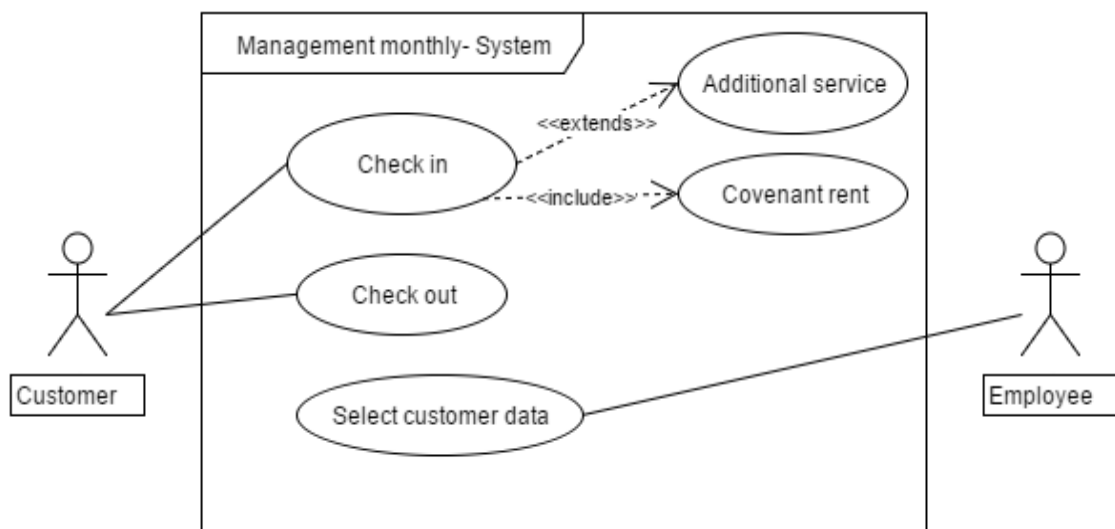 Management monthly- System
Additional service
<<extends>>
Check in
<<include>>
Covenant rent
Check out
Customer
Employee
Select customer data